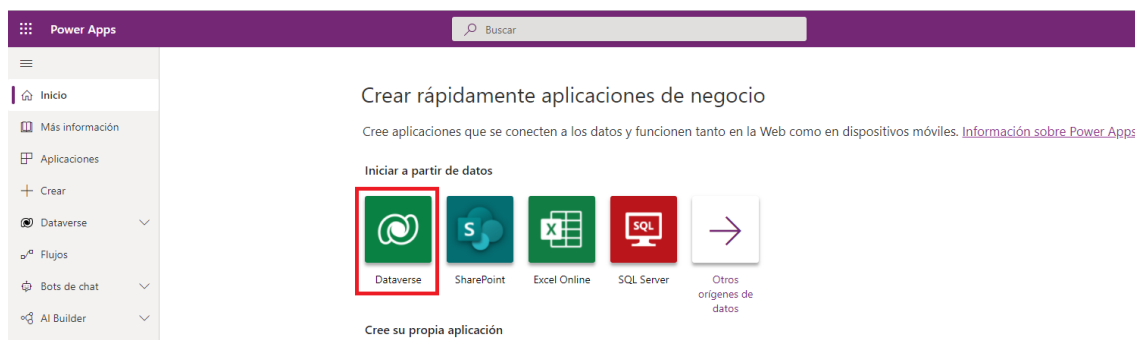 Power Apps
Buscar
Inicio
Más información
Aplicaciones
Crear
Dataverse
Flujos
Bots de chat
AI Builder
Crear rápidamente aplicaciones de negocio
Cree aplicaciones que se conecten a los datos y funcionen tanto en la Web como en dispositivos móviles. Información sobre Power Apps
Iniciar a partir de datos
S
X
SQL
Dataverse
SharePoint
Excel Online
SQL Server
Otros
orígenes de
datos
Cree su propia aplicación